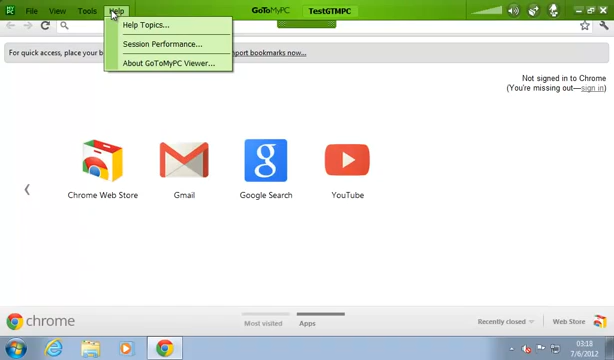 File View Tools Help GoToMyPC TestGTMPC
Help Topics...
Session Performance...
About GoToMyPC Viewer...
For quick access, place your b import bookmarks now...
Not signed in to Chrome
(You're missing out—sign in)
Chrome Web Store Gmail Google Search YouTube
chrome Most visited Apps Recently closed Web Store
03:18
7/6/2012